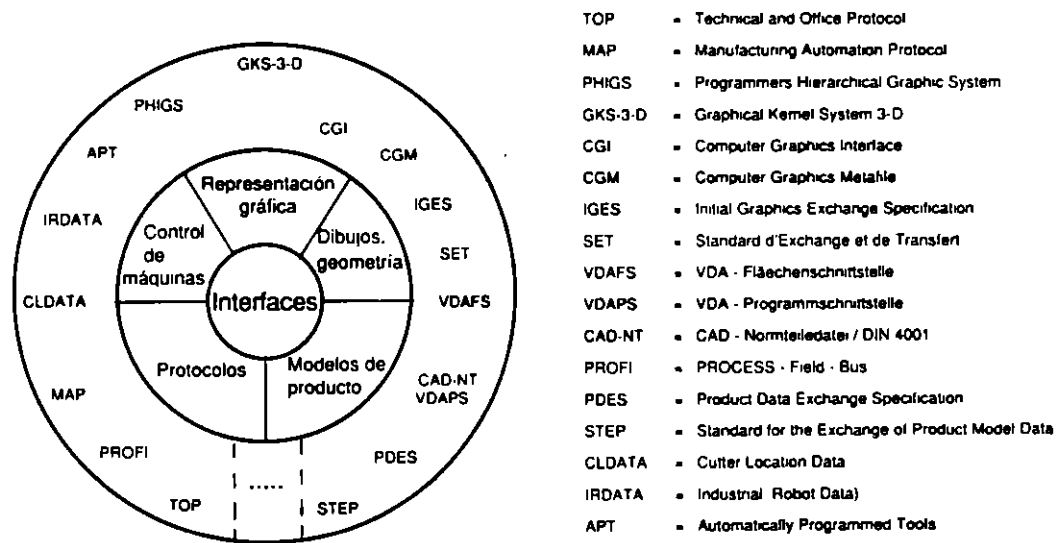 GKS-3-D
PHIGS
CGI
APT
CGM
Representación
gráfica
IGES
IRDATA
Control
de
máquinas
Dibujos.
geometría
SET
CLDATA
Interfaces
VDAFS
Protocolos
Modelos de
producto
MAP
CAD-NT
VDAPS
PROFI
PDES
.....
TOP
STEP
TOP = Technical and Office Protocol
MAP = Manufacturing Automation Protocol
PHIGS = Programmers Hierarchical Graphic System
GKS-3-D = Graphical Kernel System 3-D
CGI = Computer Graphics Interlace
CGM = Computer Graphics Metafile
IGES = Initial Graphics Exchange Specification
SET = Standard d'Exchange et de Transfert
VDAFS = VDA - Fläechenschnittstelle
VDAPS = VDA - Programmschnittstelle
CAD-NT = CAD - Normteiledatei / DIN 4001
PROFI = PROCESS - Field - Bus
PDES = Product Data Exchange Specification
STEP = Standard for the Exchange of Product Model Data
CLDATA = Cutter Location Data
IRDATA = Industrial Robot Data)
APT = Automatically Programmed Tools